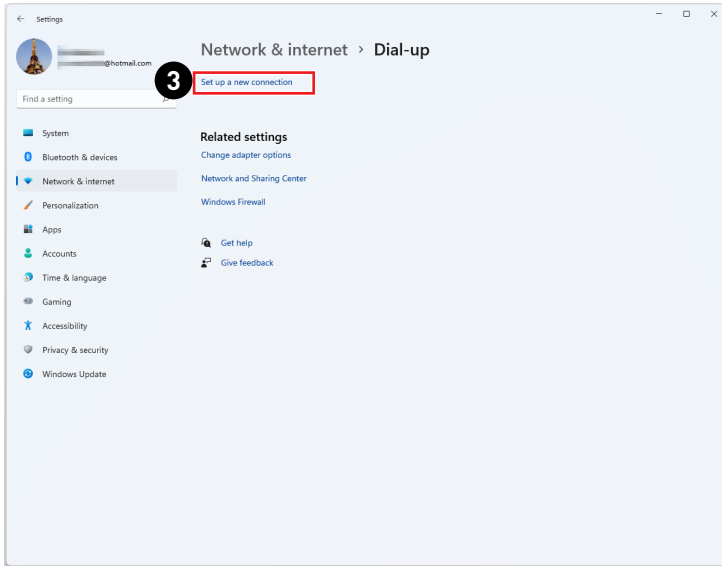 Settings
@hotmail.com
Find a setting
System
Bluetooth & devices
Network & internet
Personalization
Apps
Accounts
Time & language
Gaming
Accessibility
Privacy & security
Windows Update
Network & internet > Dial-up
3
Set up a new connection
Related settings
Change adapter options
Network and Sharing Center
Windows Firewall
Get help
Give feedback